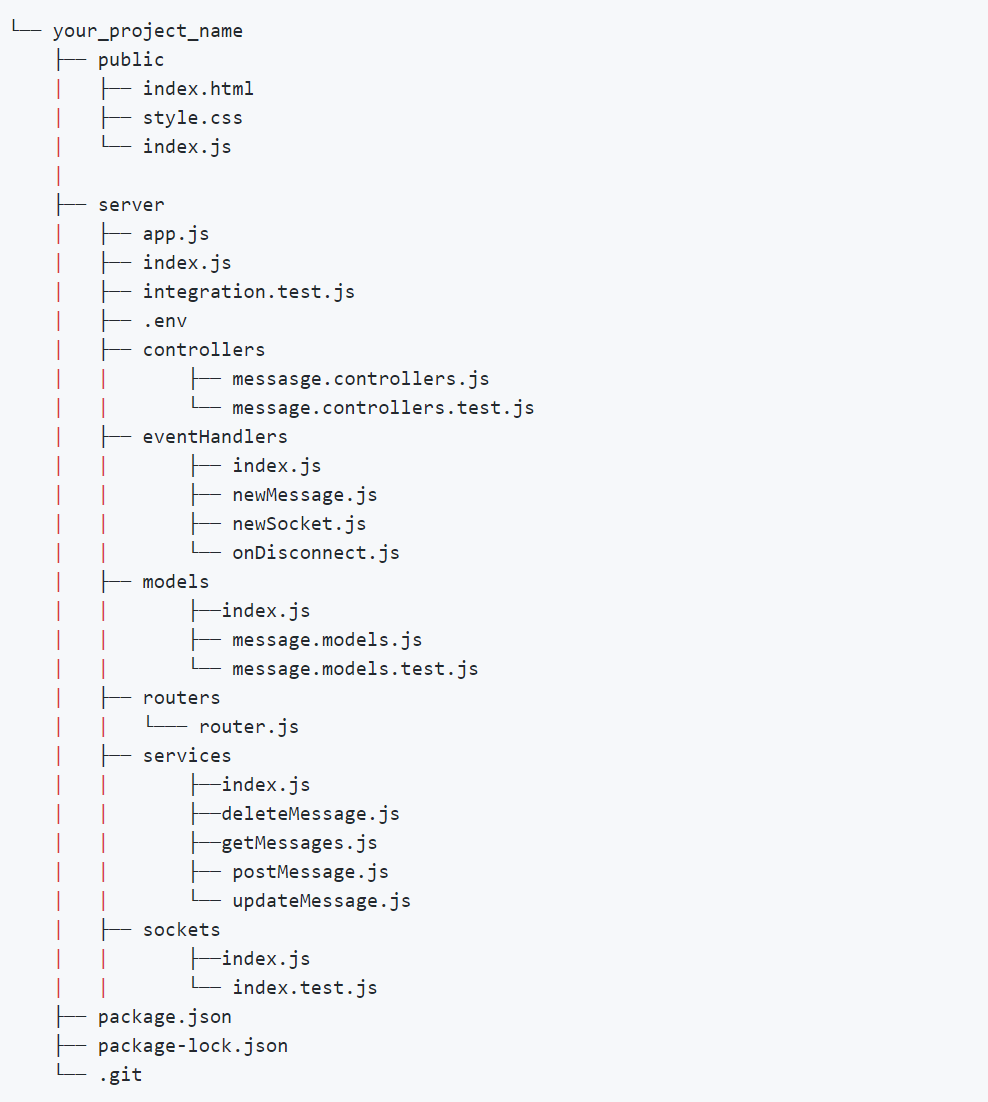 └── your_project_name
    ├── public
    |   ├── index.html
    |   ├── style.css
    |   └── index.js
    |
    ├── server
    |   ├── app.js
    |   ├── index.js
    |   ├── integration.test.js
    |   ├── .env
    |   ├── controllers
    |   |       ├── messasge.controllers.js
    |   |       └── message.controllers.test.js
    |   ├── eventHandlers
    |   |       ├── index.js
    |   |       ├── newMessage.js
    |   |       ├── newSocket.js
    |   |       └── onDisconnect.js
    |   ├── models
    |   |       ├──index.js
    |   |       ├── message.models.js
    |   |       └── message.models.test.js
    |   ├── routers
    |   |   └─── router.js
    |   ├── services
    |   |       ├──index.js
    |   |       ├──deleteMessage.js
    |   |       ├──getMessages.js
    |   |       ├── postMessage.js
    |   |       └── updateMessage.js
    |   ├── sockets
    |   |       ├──index.js
    |   |       └── index.test.js
    ├── package.json
    ├── package-lock.json
    └── .git